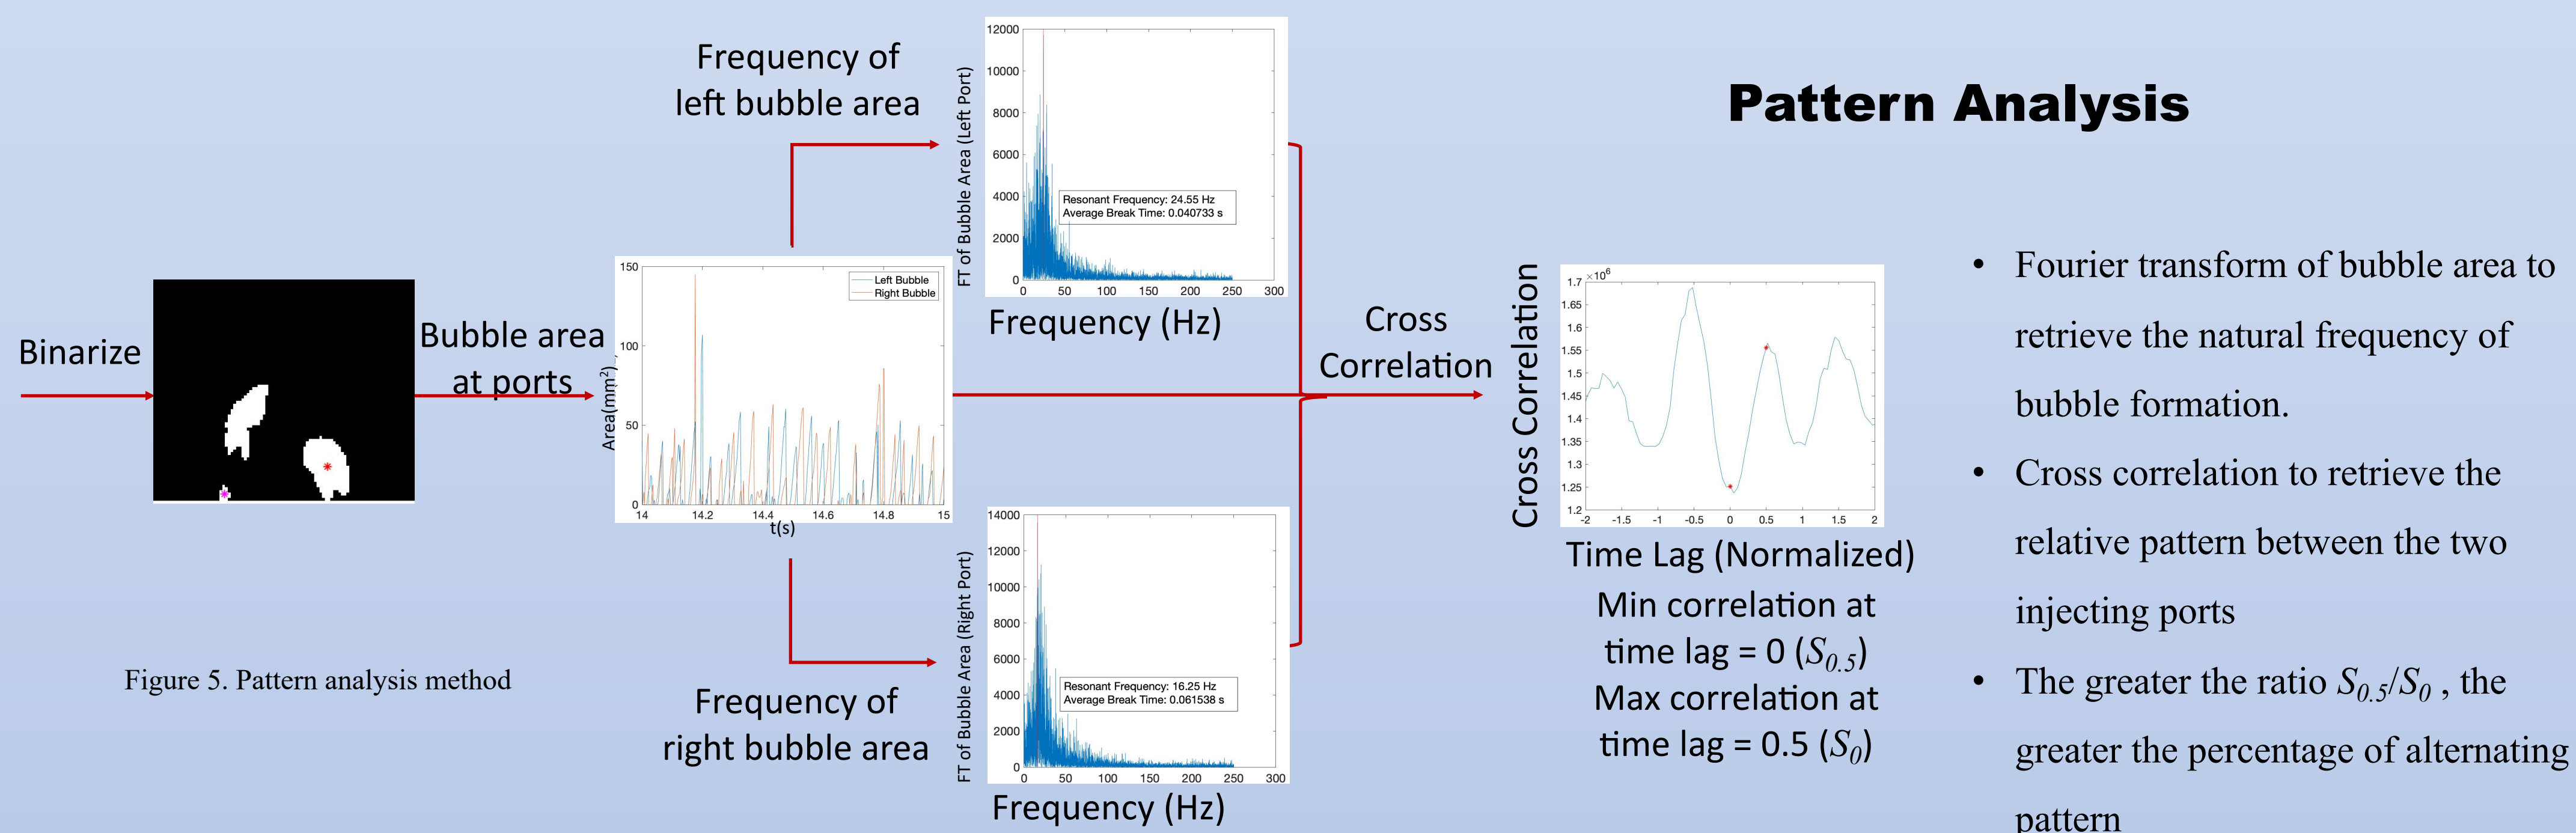 Pattern Analysis
Binarize
Bubble area
at ports
Frequency of
left bubble area
Frequency of
right bubble area
150
100
50
0
Area(mm²)
14
14.2
14.4
14.6
14.8
15
t(s)
Left Bubble
Right Bubble
FT of Bubble Area (Left Port)
12000
10000
8000
6000
4000
2000
0
Resonant Frequency: 24.55 Hz
Average Break Time: 0.040733 s
0
50
100
150
200
250
300
Frequency (Hz)
FT of Bubble Area (Right Port)
14000
12000
10000
8000
6000
4000
2000
0
Resonant Frequency: 16.25 Hz
Average Break Time: 0.061538 s
0
50
100
150
200
250
300
Frequency (Hz)
Cross
Correlation
Cross Correlation
×10⁶
1.7
1.65
1.6
1.55
1.5
1.45
1.4
1.35
1.3
1.25
1.2
-2
-1.5
-1
-0.5
0
0.5
1
1.5
2
Time Lag (Normalized)
Min correlation at
time lag = 0 (S0.5)
Max correlation at
time lag = 0.5 (S0)
• Fourier transform of bubble area to
retrieve the natural frequency of
bubble formation.
• Cross correlation to retrieve the
relative pattern between the two
injecting ports
• The greater the ratio S0.5/S0 , the
greater the percentage of alternating
pattern
Figure 5. Pattern analysis method